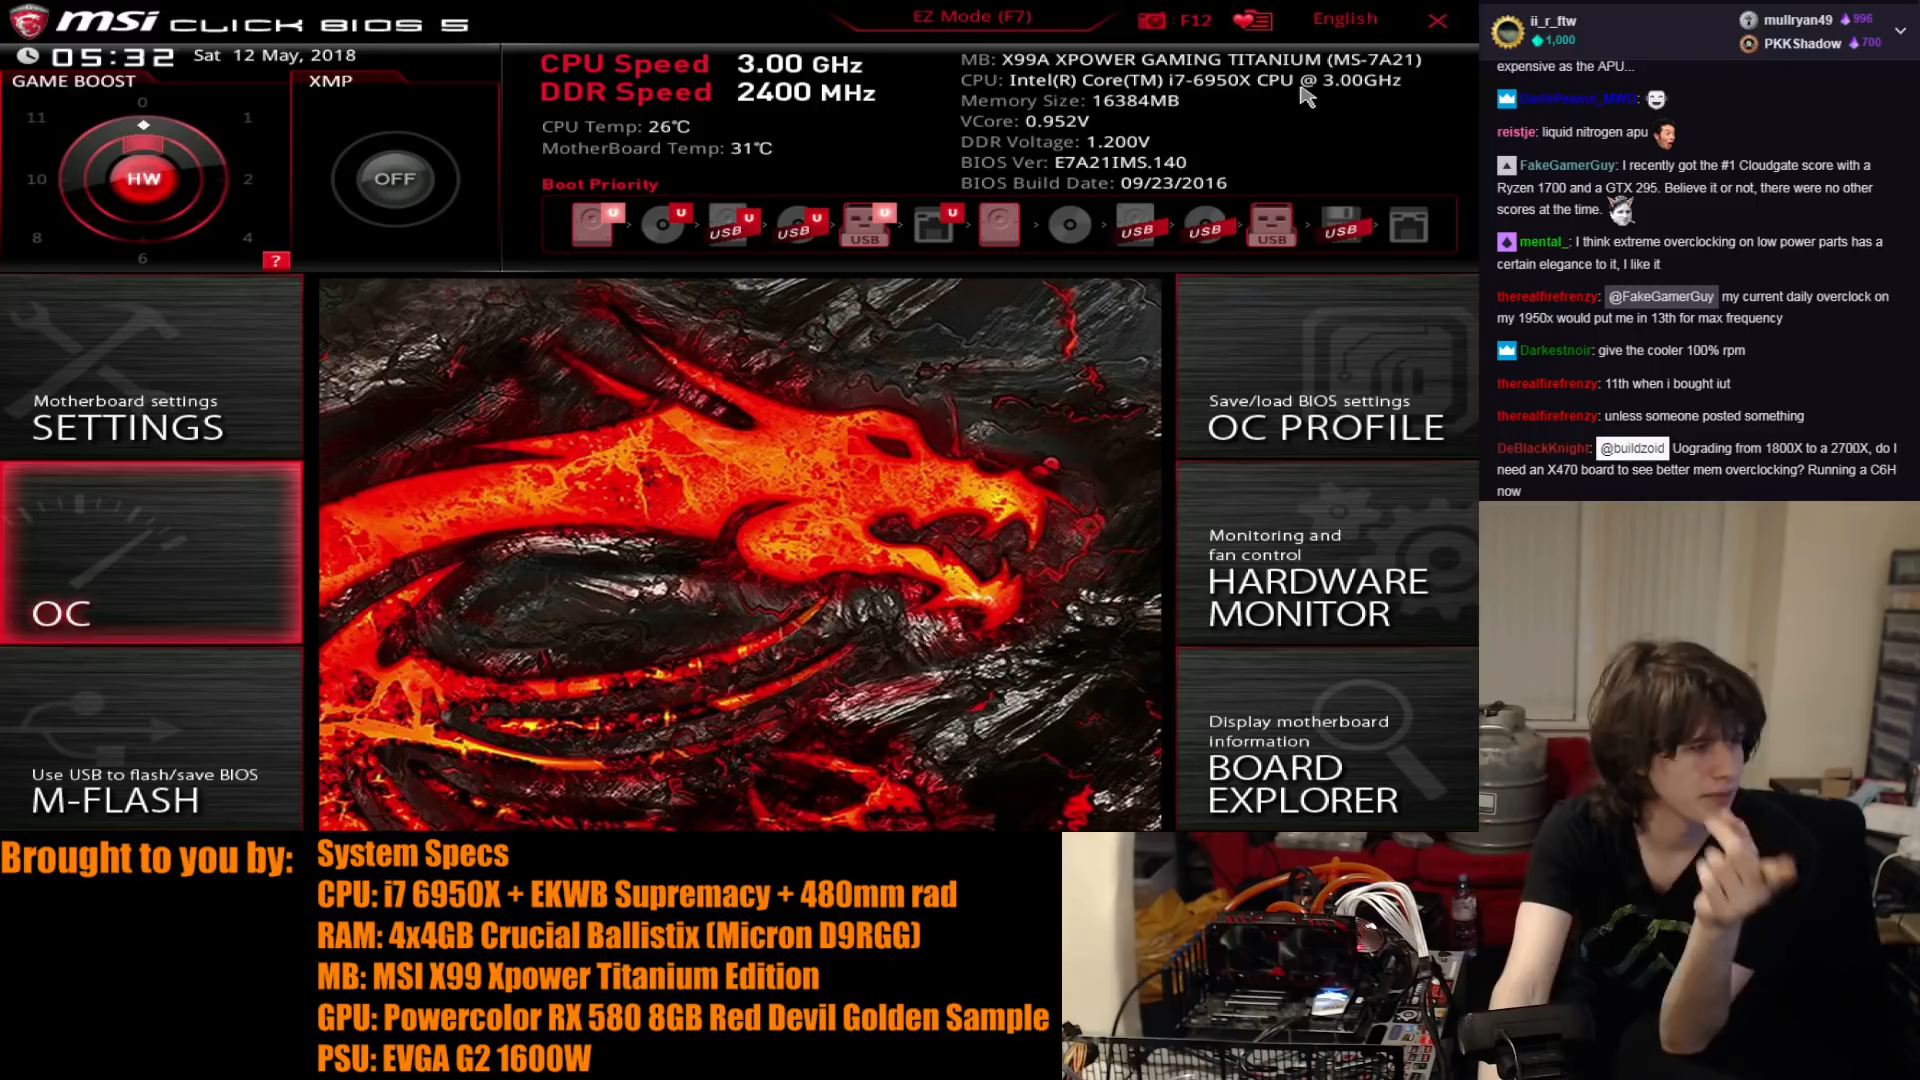 msi CLICK BIOS 5
EZ Mode (F7)
F12
English
05:32 Sat 12 May, 2018
GAME BOOST
0
1
2
4
6
8
10
11
HW
?
XMP
OFF
CPU Speed 3.00 GHz
DDR Speed 2400 MHz
CPU Temp: 26°C
MotherBoard Temp: 31°C
MB: X99A XPOWER GAMING TITANIUM (MS-7A21)
CPU: Intel(R) Core(TM) i7-6950X CPU @ 3.00GHz
Memory Size: 16384MB
VCore: 0.952V
DDR Voltage: 1.200V
BIOS Ver: E7A21IMS.140
BIOS Build Date: 09/23/2016
Boot Priority
U U U U U U
USB USB USB USB USB USB USB
Motherboard settings
SETTINGS
OC
Use USB to flash/save BIOS
M-FLASH
Save/load BIOS settings
OC PROFILE
Monitoring and
fan control
HARDWARE
MONITOR
Display motherboard
information
BOARD
EXPLORER
ii_r_ftw
1,000
mullryan49 996
PKKShadow 700
expensive as the APU...
DarthPeanut_MWO:
reistje: liquid nitrogen apu
FakeGamerGuy: I recently got the #1 Cloudgate score with a
Ryzen 1700 and a GTX 295. Believe it or not, there were no other
scores at the time.
mental_: I think extreme overclocking on low power parts has a
certain elegance to it, I like it
therealfirefrenzy: @FakeGamerGuy my current daily overclock on
my 1950x would put me in 13th for max frequency
Darkestnoir: give the cooler 100% rpm
therealfirefrenzy: 11th when i bought iut
therealfirefrenzy: unless someone posted something
DeBlackKnight: @buildzoid Uograding from 1800X to a 2700X, do I
need an X470 board to see better mem overclocking? Running a C6H
now
Brought to you by:
System Specs
CPU: i7 6950X + EKWB Supremacy + 480mm rad
RAM: 4x4GB Crucial Ballistix (Micron D9RGG)
MB: MSI X99 Xpower Titanium Edition
GPU: Powercolor RX 580 8GB Red Devil Golden Sample
PSU: EVGA G2 1600W